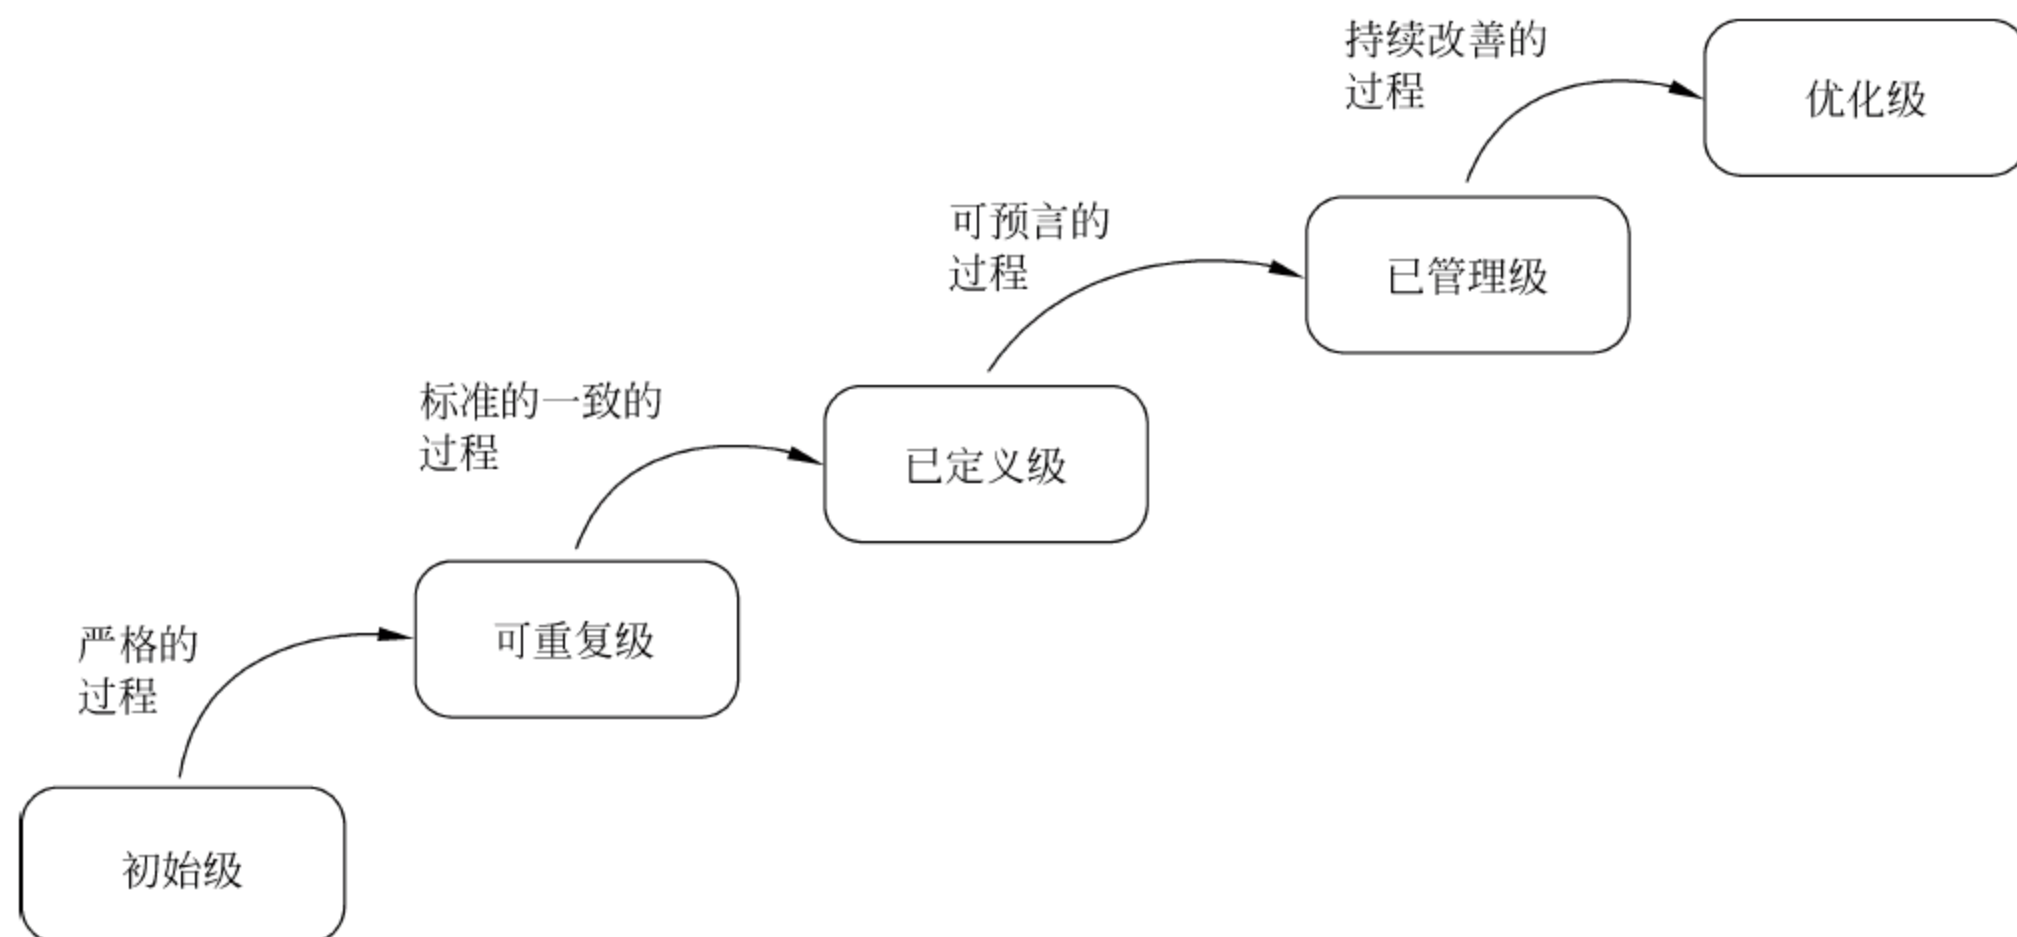 持续改善的
过程
优化级
可预言的
过程
已管理级
标准的一致的
过程
已定义级
严格的
过程
可重复级
初始级